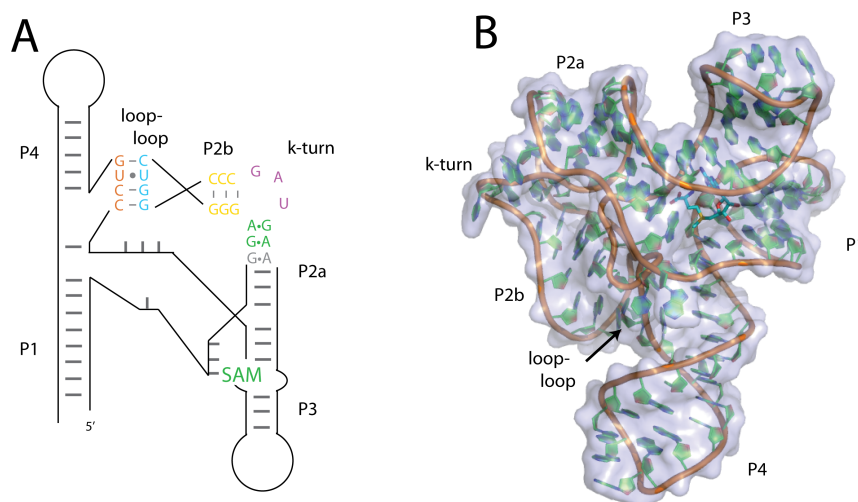 A
P4
loop-
loop
G C
U U
C G
C G
P2b
CCC
GGG
k-turn
G
A
U
A•G
G•A
G•A
P2a
P1
SAM
P3
5'
B
P3
P2a
k-turn
P
P2b
loop-
loop
P4